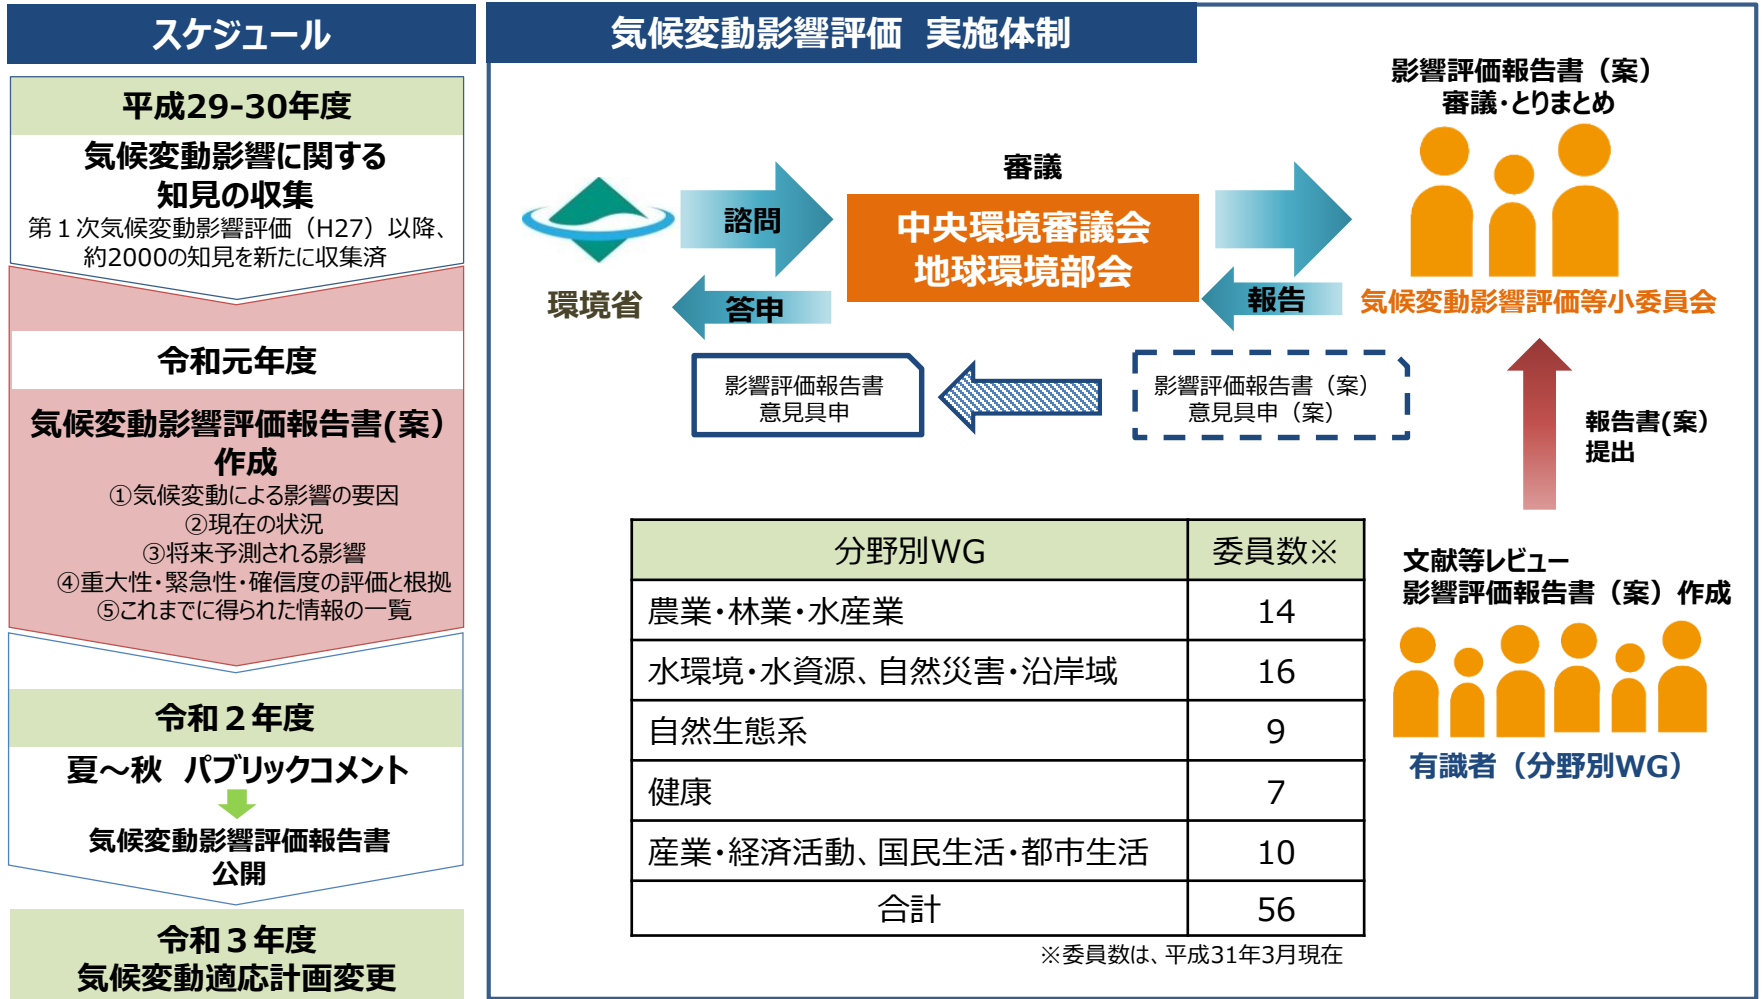 スケジュール
平成29-30年度
気候変動影響に関する
知見の収集
第１次気候変動影響評価（H27）以降、
約2000の知見を新たに収集済
令和元年度
気候変動影響評価報告書(案）
作成
①気候変動による影響の要因
②現在の状況
③将来予測される影響
④重大性・緊急性・確信度の評価と根拠
⑤これまでに得られた情報の一覧
令和２年度
夏～秋　パブリックコメント
気候変動影響評価報告書
公開
令和３年度
気候変動適応計画変更
気候変動影響評価 実施体制
環境省
諮問
答申
審議
中央環境審議会
地球環境部会
報告
影響評価報告書（案）
審議・とりまとめ
気候変動影響評価等小委員会
影響評価報告書
意見具申
影響評価報告書（案）
意見具申（案）
報告書(案）
提出
文献等レビュー
影響評価報告書（案）作成
有識者（分野別WG）
分野別WG 委員数※
農業・林業・水産業 14
水環境・水資源、自然災害・沿岸域 16
自然生態系 9
健康 7
産業・経済活動、国民生活・都市生活 10
合計 56
※委員数は、平成31年3月現在